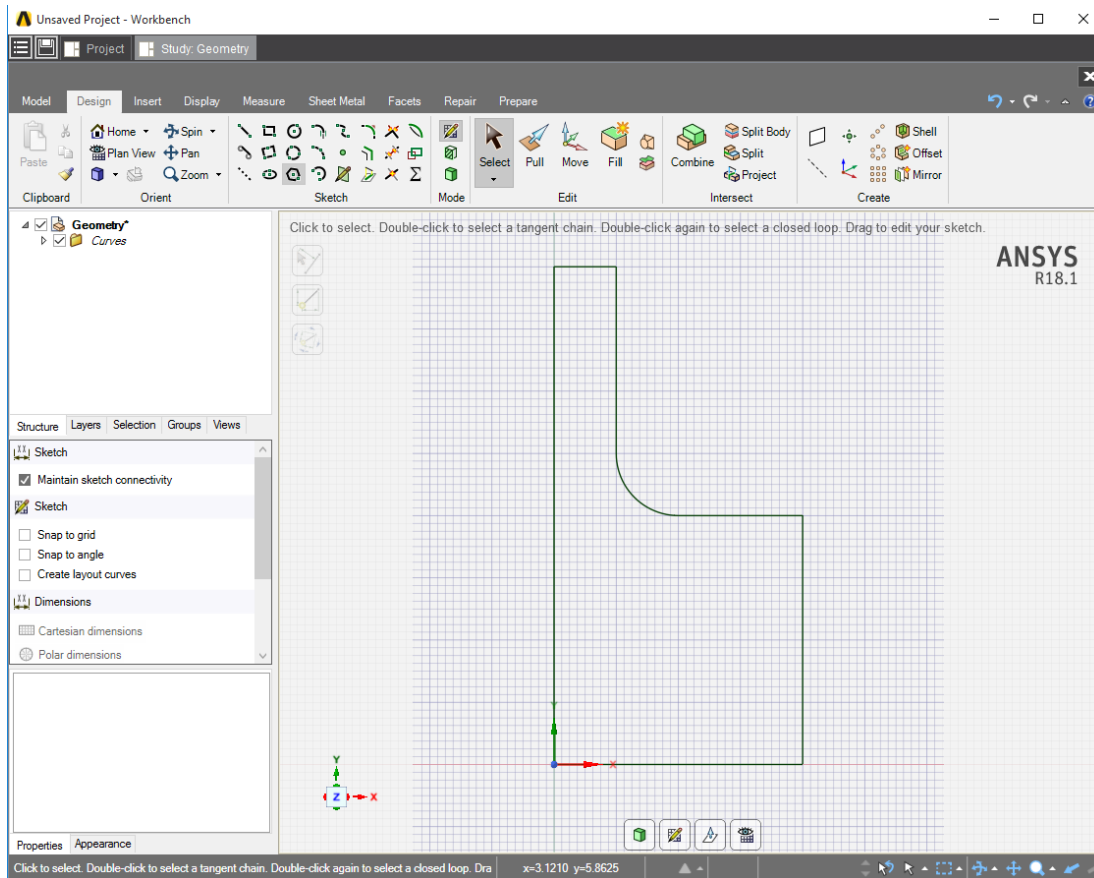 Unsaved Project - Workbench
Project
Study: Geometry
Model Design Insert Display Measure Sheet Metal Facets Repair Prepare
Paste
Clipboard
Home Spin
Plan View Pan
Zoom
Orient
Sketch
Mode
Select Pull Move Fill
Edit
Combine
Split Body
Split
Project
Intersect
Shell
Offset
Mirror
Create
Geometry*
Curves
Structure Layers Selection Groups Views
Sketch
Maintain sketch connectivity
Sketch
Snap to grid
Snap to angle
Create layout curves
Dimensions
Cartesian dimensions
Polar dimensions
Properties Appearance
Click to select. Double-click to select a tangent chain. Double-click again to select a closed loop. Drag to edit your sketch.
ANSYS
R18.1
Y
X
Y
Z
X
Click to select. Double-click to select a tangent chain. Double-click again to select a closed loop. Dra
x=3.1210 y=5.8625